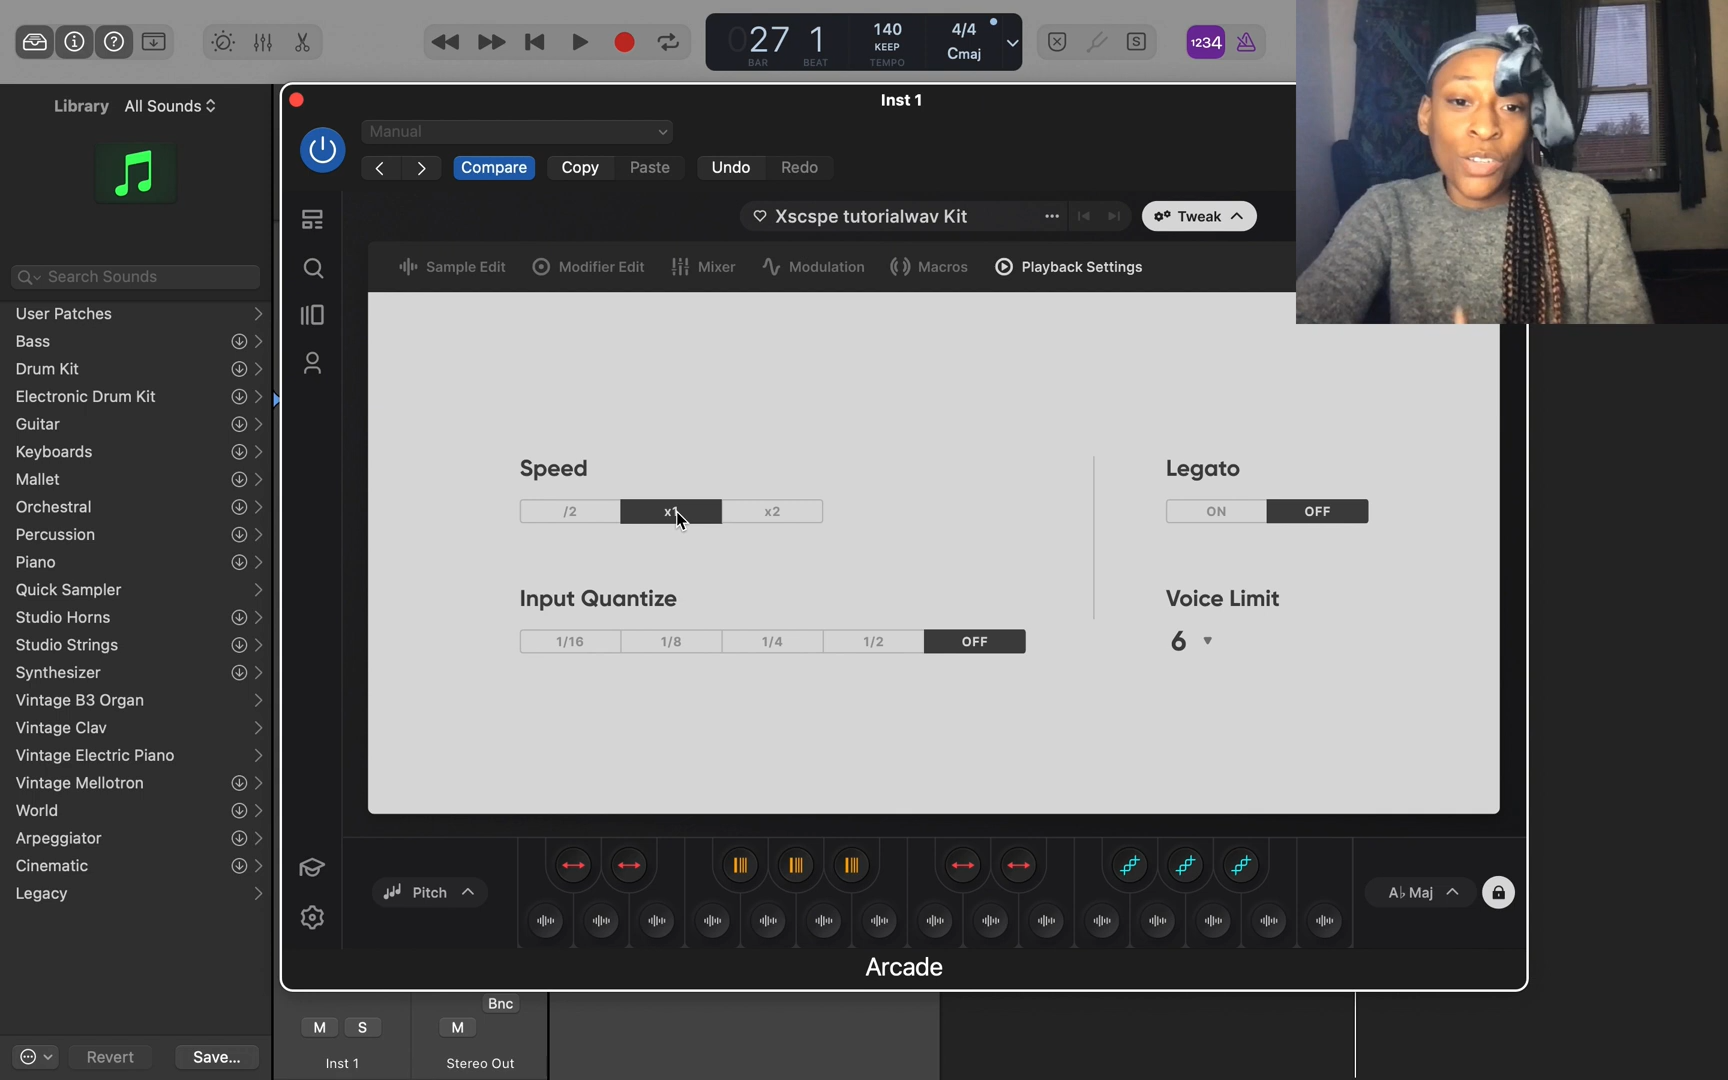 27 1
BAR BEAT
140
KEEP
TEMPO
4/4
Cmaj
S
1234
Library All Sounds
Search Sounds
User Patches
Bass
Drum Kit
Electronic Drum Kit
Guitar
Keyboards
Mallet
Orchestral
Percussion
Piano
Quick Sampler
Studio Horns
Studio Strings
Synthesizer
Vintage B3 Organ
Vintage Clav
Vintage Electric Piano
Vintage Mellotron
World
Arpeggiator
Cinematic
Legacy
Revert Save...
Inst 1
Manual
Compare Copy Paste Undo Redo
Xscspe tutorialwav Kit
Tweak
Sample Edit Modifier Edit Mixer Modulation Macros Playback Settings
Speed
/2 x1 x2
Legato
ON OFF
Input Quantize
1/16 1/8 1/4 1/2 OFF
Voice Limit
6
Pitch
A♭ Maj
Arcade
Bnc
M S M
Inst 1 Stereo Out